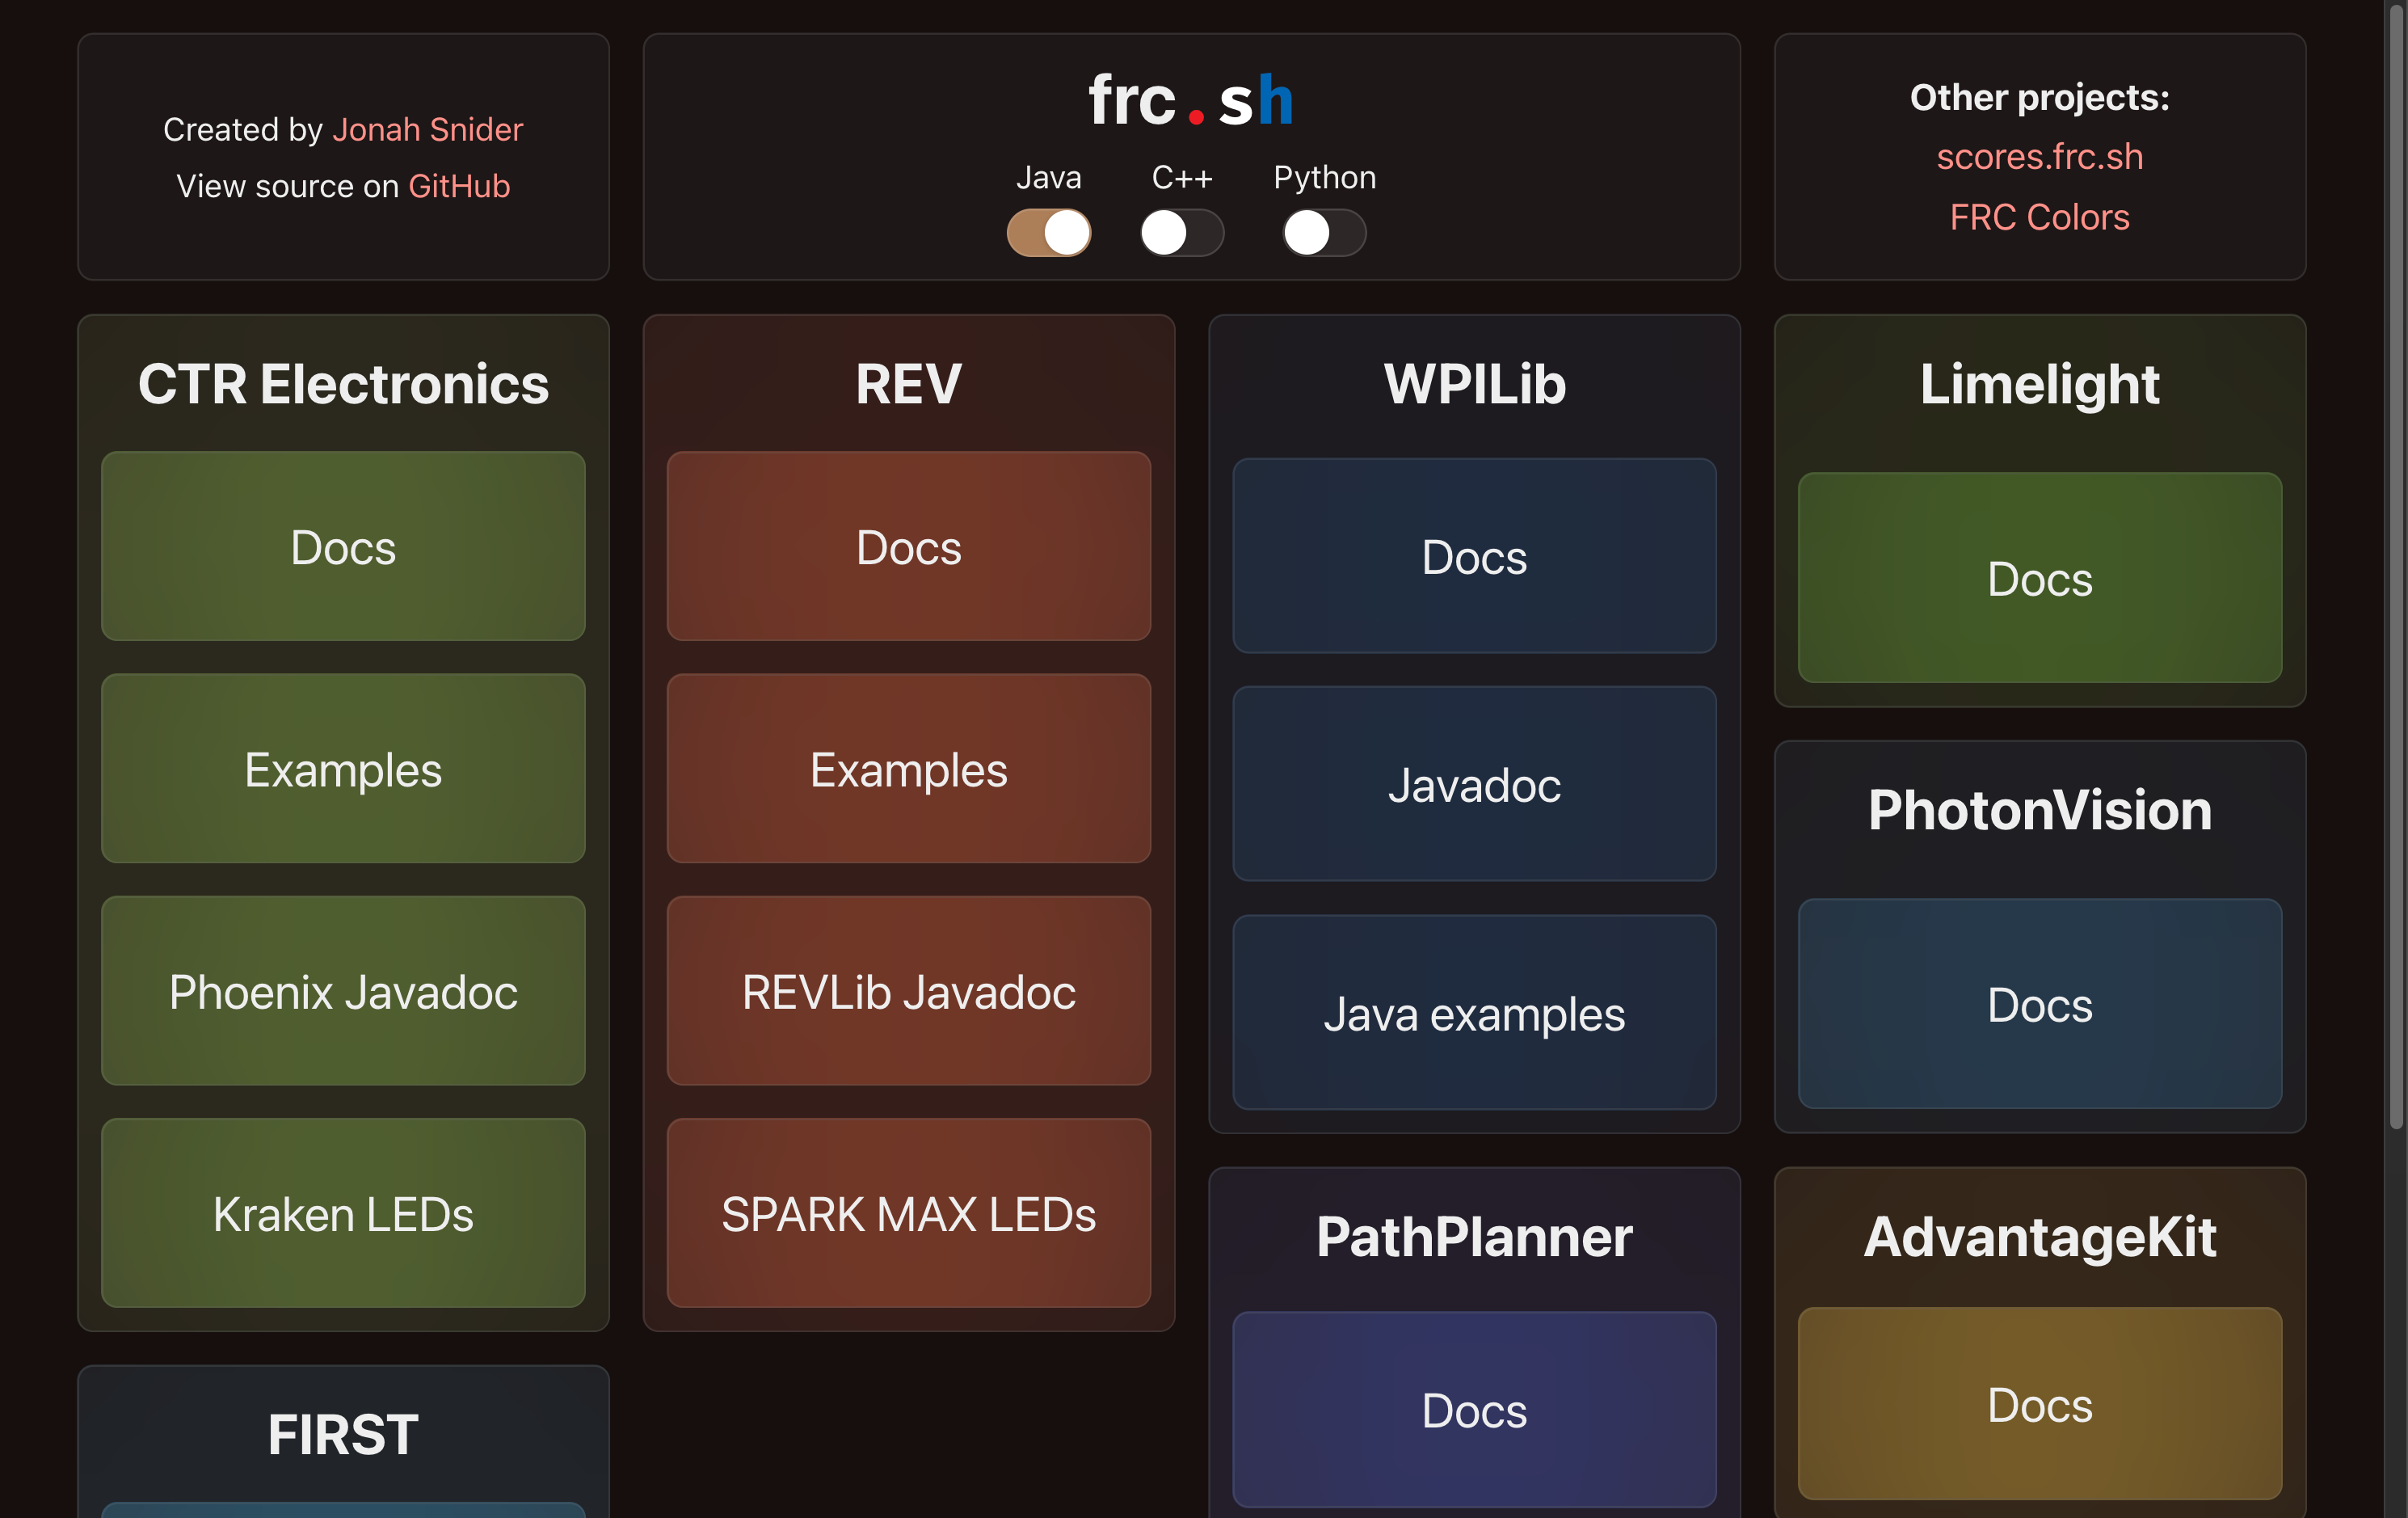 Created by Jonah Snider
View source on GitHub
frc.sh
Java
C++
Python
Other projects:
scores.frc.sh
FRC Colors
CTR Electronics
Docs
Examples
Phoenix Javadoc
Kraken LEDs
FIRST
REV
Docs
Examples
REVLib Javadoc
SPARK MAX LEDs
WPILib
Docs
Javadoc
Java examples
PathPlanner
Docs
Limelight
Docs
PhotonVision
Docs
AdvantageKit
Docs